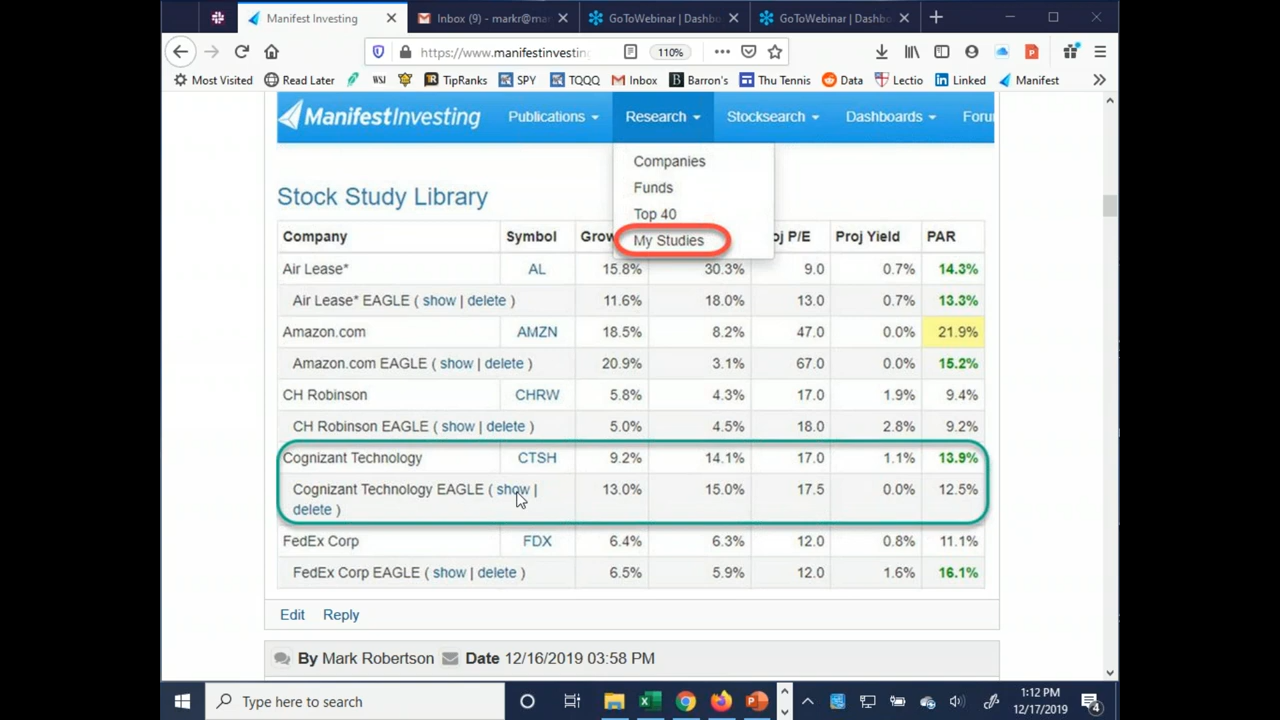 Manifest Investing
Inbox (9) - markr@ma
GoToWebinar | Dashbo
GoToWebinar | Dashbo
https://www.manifestinvestin
110%
Most Visited
Read Later
WSJ
TipRanks
SPY
TQQQ
Inbox
Barron's
Thu Tennis
Data
Lectio
Linked
Manifest
ManifestInvesting Publications Research Stocksearch Dashboards Forur
Companies
Funds
Top 40
My Studies
Stock Study Library
Company Symbol Grow oj P/E Proj Yield PAR
Air Lease* AL 15.8% 30.3% 9.0 0.7% 14.3%
Air Lease* EAGLE ( show | delete ) 11.6% 18.0% 13.0 0.7% 13.3%
Amazon.com AMZN 18.5% 8.2% 47.0 0.0% 21.9%
Amazon.com EAGLE ( show | delete ) 20.9% 3.1% 67.0 0.0% 15.2%
CH Robinson CHRW 5.8% 4.3% 17.0 1.9% 9.4%
CH Robinson EAGLE ( show | delete ) 5.0% 4.5% 18.0 2.8% 9.2%
Cognizant Technology CTSH 9.2% 14.1% 17.0 1.1% 13.9%
Cognizant Technology EAGLE ( show | 13.0% 15.0% 17.5 0.0% 12.5%
delete )
FedEx Corp FDX 6.4% 6.3% 12.0 0.8% 11.1%
FedEx Corp EAGLE ( show | delete ) 6.5% 5.9% 12.0 1.6% 16.1%
Edit Reply
By Mark Robertson Date 12/16/2019 03:58 PM
Type here to search
1:12 PM
12/17/2019
4